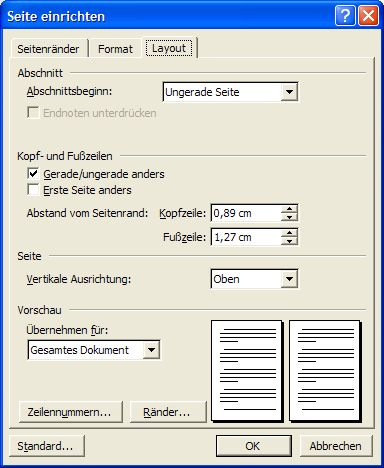 Seite einrichten
Seitenränder Format Layout
Abschnitt
Abschnittsbeginn: Ungerade Seite
Endnoten unterdrücken
Kopf- und Fußzeilen
Gerade/ungerade anders
Erste Seite anders
Abstand vom Seitenrand: Kopfzeile: 0,89 cm
Fußzeile: 1,27 cm
Seite
Vertikale Ausrichtung: Oben
Vorschau
Übernehmen für:
Gesamtes Dokument
Zeilennummern... Ränder...
Standard... OK Abbrechen